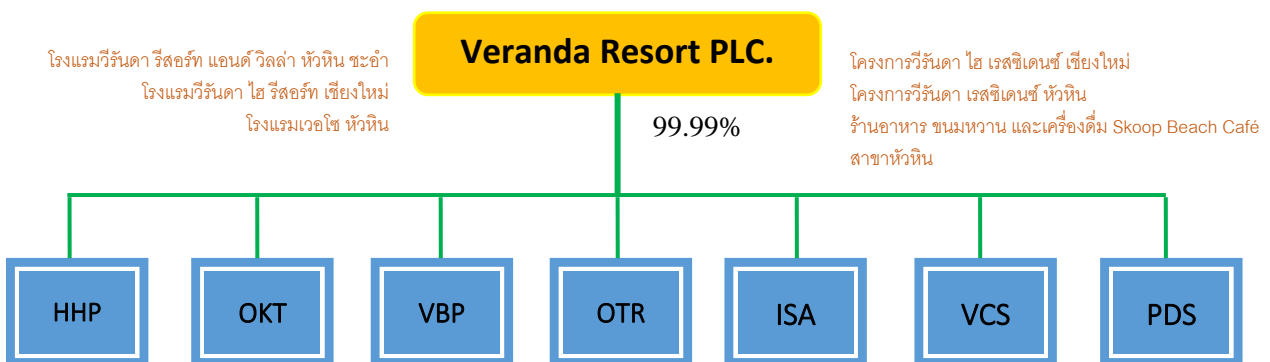 Veranda Resort PLC.
โรงแรมวีรันดา รีสอร์ท แอนด์ วิลล่า หัวหิน ชะอำ
โรงแรมวีรันดา ไฮ รีสอร์ท เชียงใหม่
โรงแรมเวอโซ หัวหิน
โครงการวีรันดา ไฮ เรสซิเดนซ์ เชียงใหม่
โครงการวีรันดา เรสซิเดนซ์ หัวหิน
ร้านอาหาร ขนมหวาน และเครื่องดื่ม Skoop Beach Café
สาขาหัวหิน
99.99%
HHP
OKT
VBP
OTR
ISA
VCS
PDS